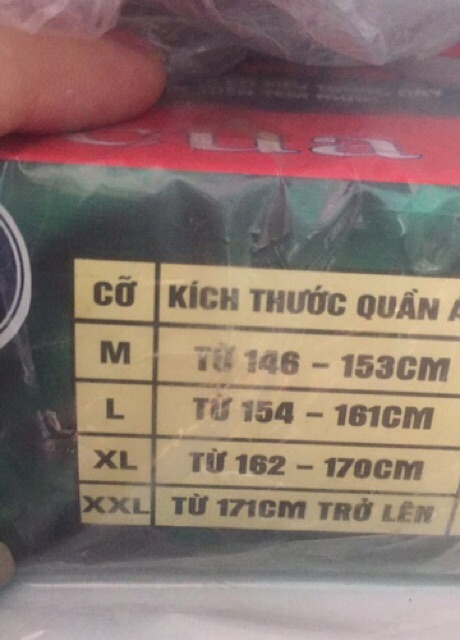 của
CỠ KÍCH THƯỚC QUẦN
M TỪ 146 - 153CM
L TỪ 154 - 161CM
XL TỪ 162 - 170CM
XXL TỪ 171CM TRỞ LÊN